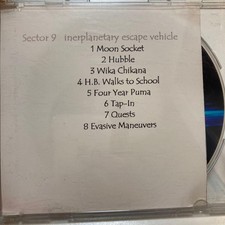 Sector 9 inerplanetary escape vehicle
1 Moon Socket
2 Hubble
3 Wika Chikana
4 H.B. Walks to School
5 Four Year Puma
6 Tap-In
7 Quests
8 Evasive Maneuvers